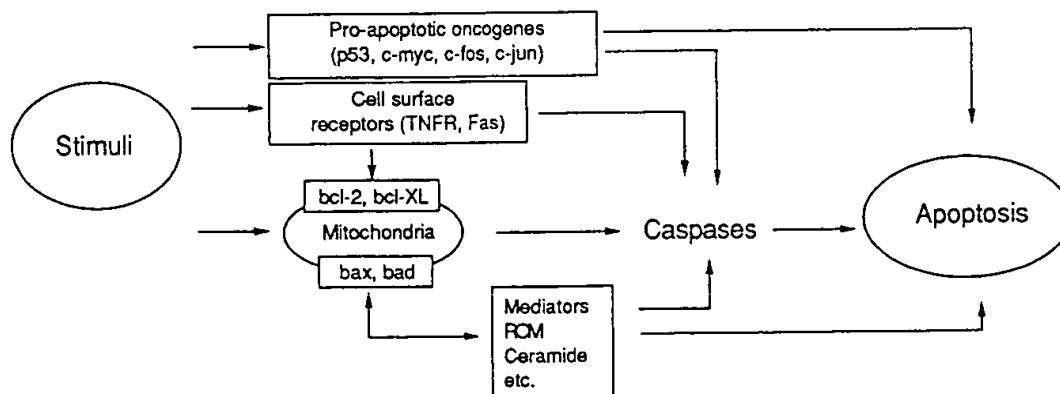 Pro-apoptotic oncogenes
(p53, c-myc, c-fos, c-jun)
Cell surface
receptors (TNFR, Fas)
Stimuli
bcl-2, bcl-XL
Mitochondria
bax, bad
Caspases
Apoptosis
Mediators
RCM
Ceramide
etc.